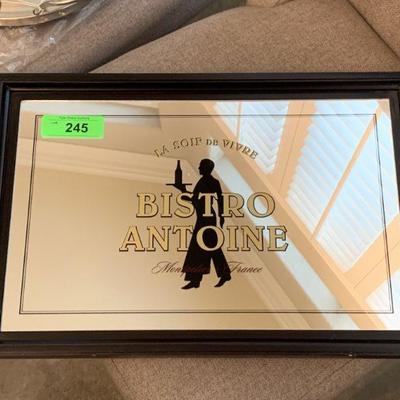 245
LA SOIF DE VIVRE
BISTRO
ANTOINE
France